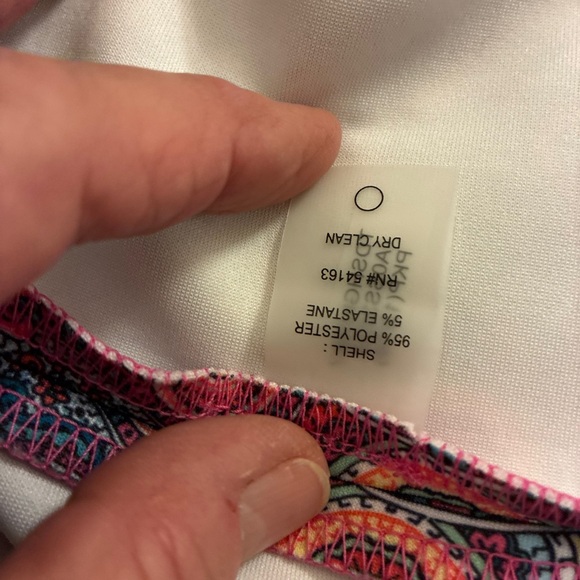 SHELL :
95% POLYESTER
5% ELASTANE
RN# 54163
DRY CLEAN